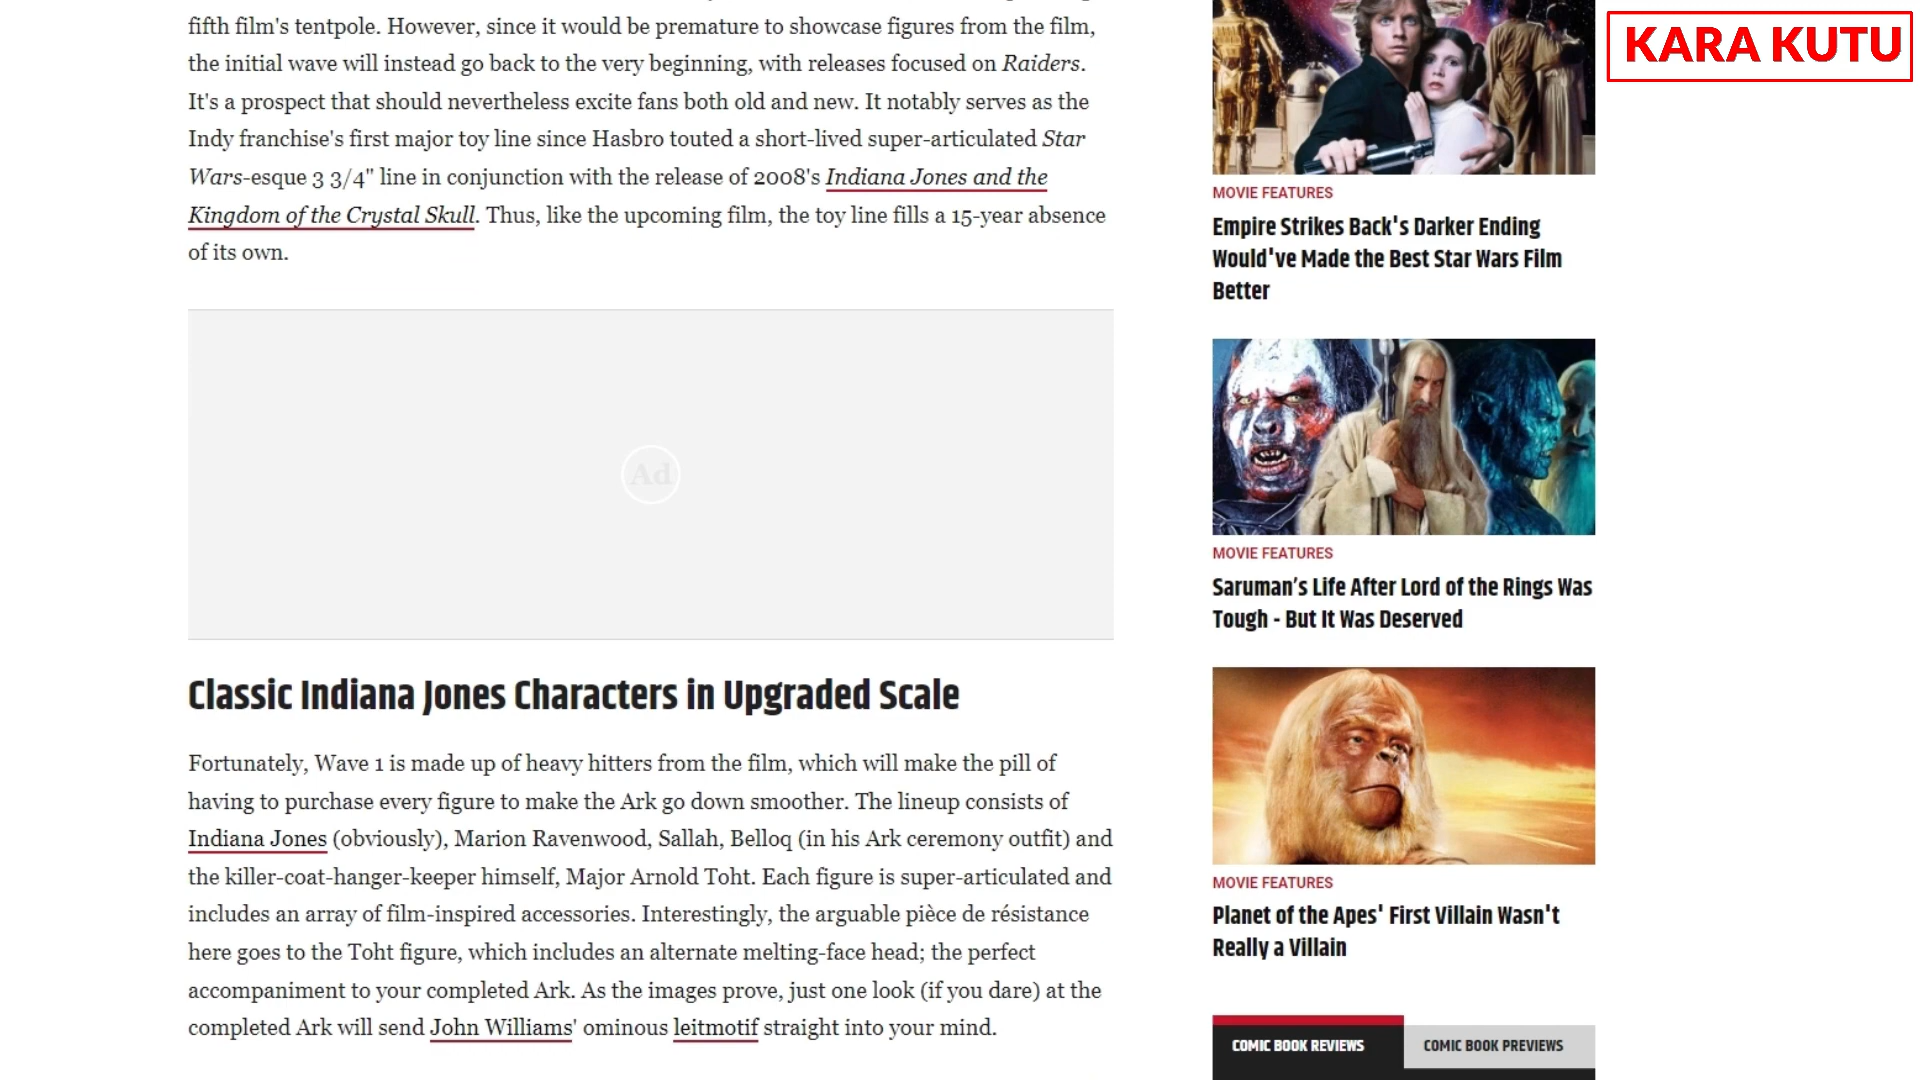 fifth film's tentpole. However, since it would be premature to showcase figures from the film,
the initial wave will instead go back to the very beginning, with releases focused on Raiders.
It's a prospect that should nevertheless excite fans both old and new. It notably serves as the
Indy franchise's first major toy line since Hasbro touted a short-lived super-articulated Star
Wars-esque 3 3/4" line in conjunction with the release of 2008's Indiana Jones and the
Kingdom of the Crystal Skull. Thus, like the upcoming film, the toy line fills a 15-year absence
of its own.
Ad
Classic Indiana Jones Characters in Upgraded Scale
Fortunately, Wave 1 is made up of heavy hitters from the film, which will make the pill of
having to purchase every figure to make the Ark go down smoother. The lineup consists of
Indiana Jones (obviously), Marion Ravenwood, Sallah, Belloq (in his Ark ceremony outfit) and
the killer-coat-hanger-keeper himself, Major Arnold Toht. Each figure is super-articulated and
includes an array of film-inspired accessories. Interestingly, the arguable pièce de résistance
here goes to the Toht figure, which includes an alternate melting-face head; the perfect
accompaniment to your completed Ark. As the images prove, just one look (if you dare) at the
completed Ark will send John Williams' ominous leitmotif straight into your mind.
KARA KUTU
MOVIE FEATURES
Empire Strikes Back's Darker Ending
Would've Made the Best Star Wars Film
Better
MOVIE FEATURES
Saruman’s Life After Lord of the Rings Was
Tough - But It Was Deserved
MOVIE FEATURES
Planet of the Apes' First Villain Wasn't
Really a Villain
COMIC BOOK REVIEWS
COMIC BOOK PREVIEWS